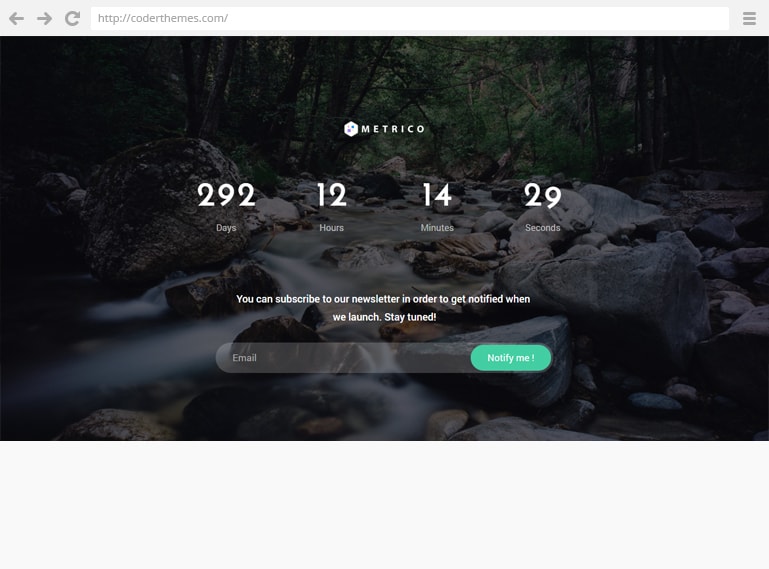 http://coderthemes.com/
METRICO
292 12 14 29
Days Hours Minutes Seconds
You can subscribe to our newsletter in order to get notified when
we launch. Stay tuned!
Email Notify me !